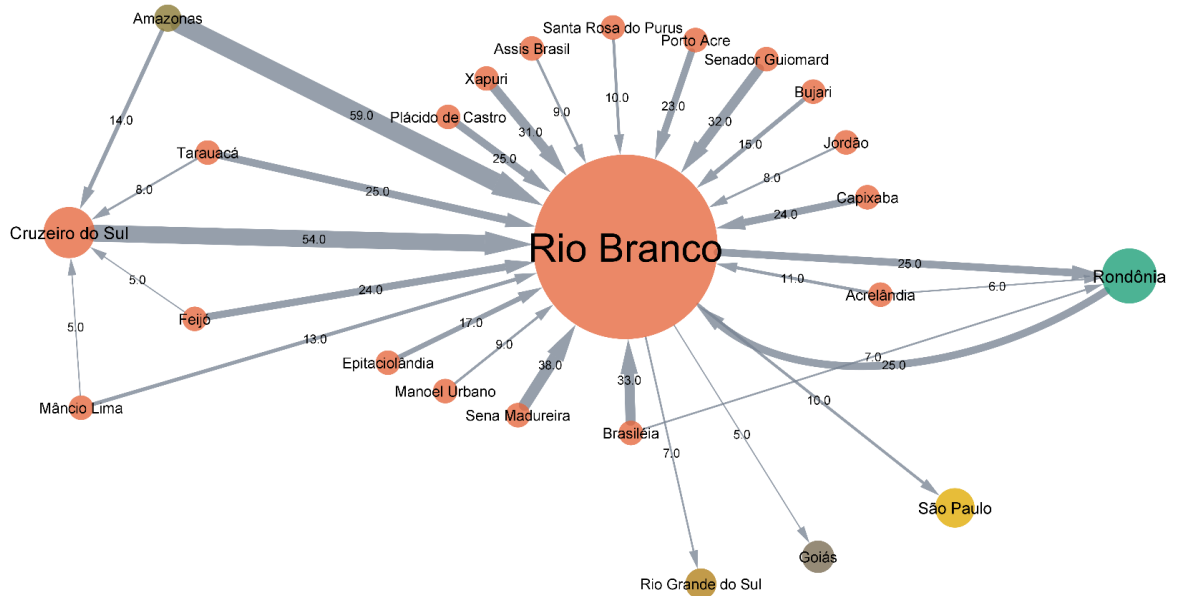 Amazonas
Santa Rosa do Purus
Porto Acre
Assis Brasil
Senador Guiomard
Xapuri
Bujari
Plácido de Castro
59.0
9.0
10.0
23.0
32.0
31.0
15.0
14.0
Jordão
Tarauacá
25.0
8.0
8.0
25.0
Capixaba
24.0
Cruzeiro do Sul
54.0
Rio Branco
25.0
Rondônia
5.0
24.0
11.0
6.0
Acrelândia
Feijó
17.0
5.0
13.0
9.0
7.0
Epitaciolândia
38.0
25.0
33.0
Manoel Urbano
10.0
Mâncio Lima
Sena Madureira
Brasiléia
5.0
7.0
São Paulo
Goiás
Rio Grande do Sul